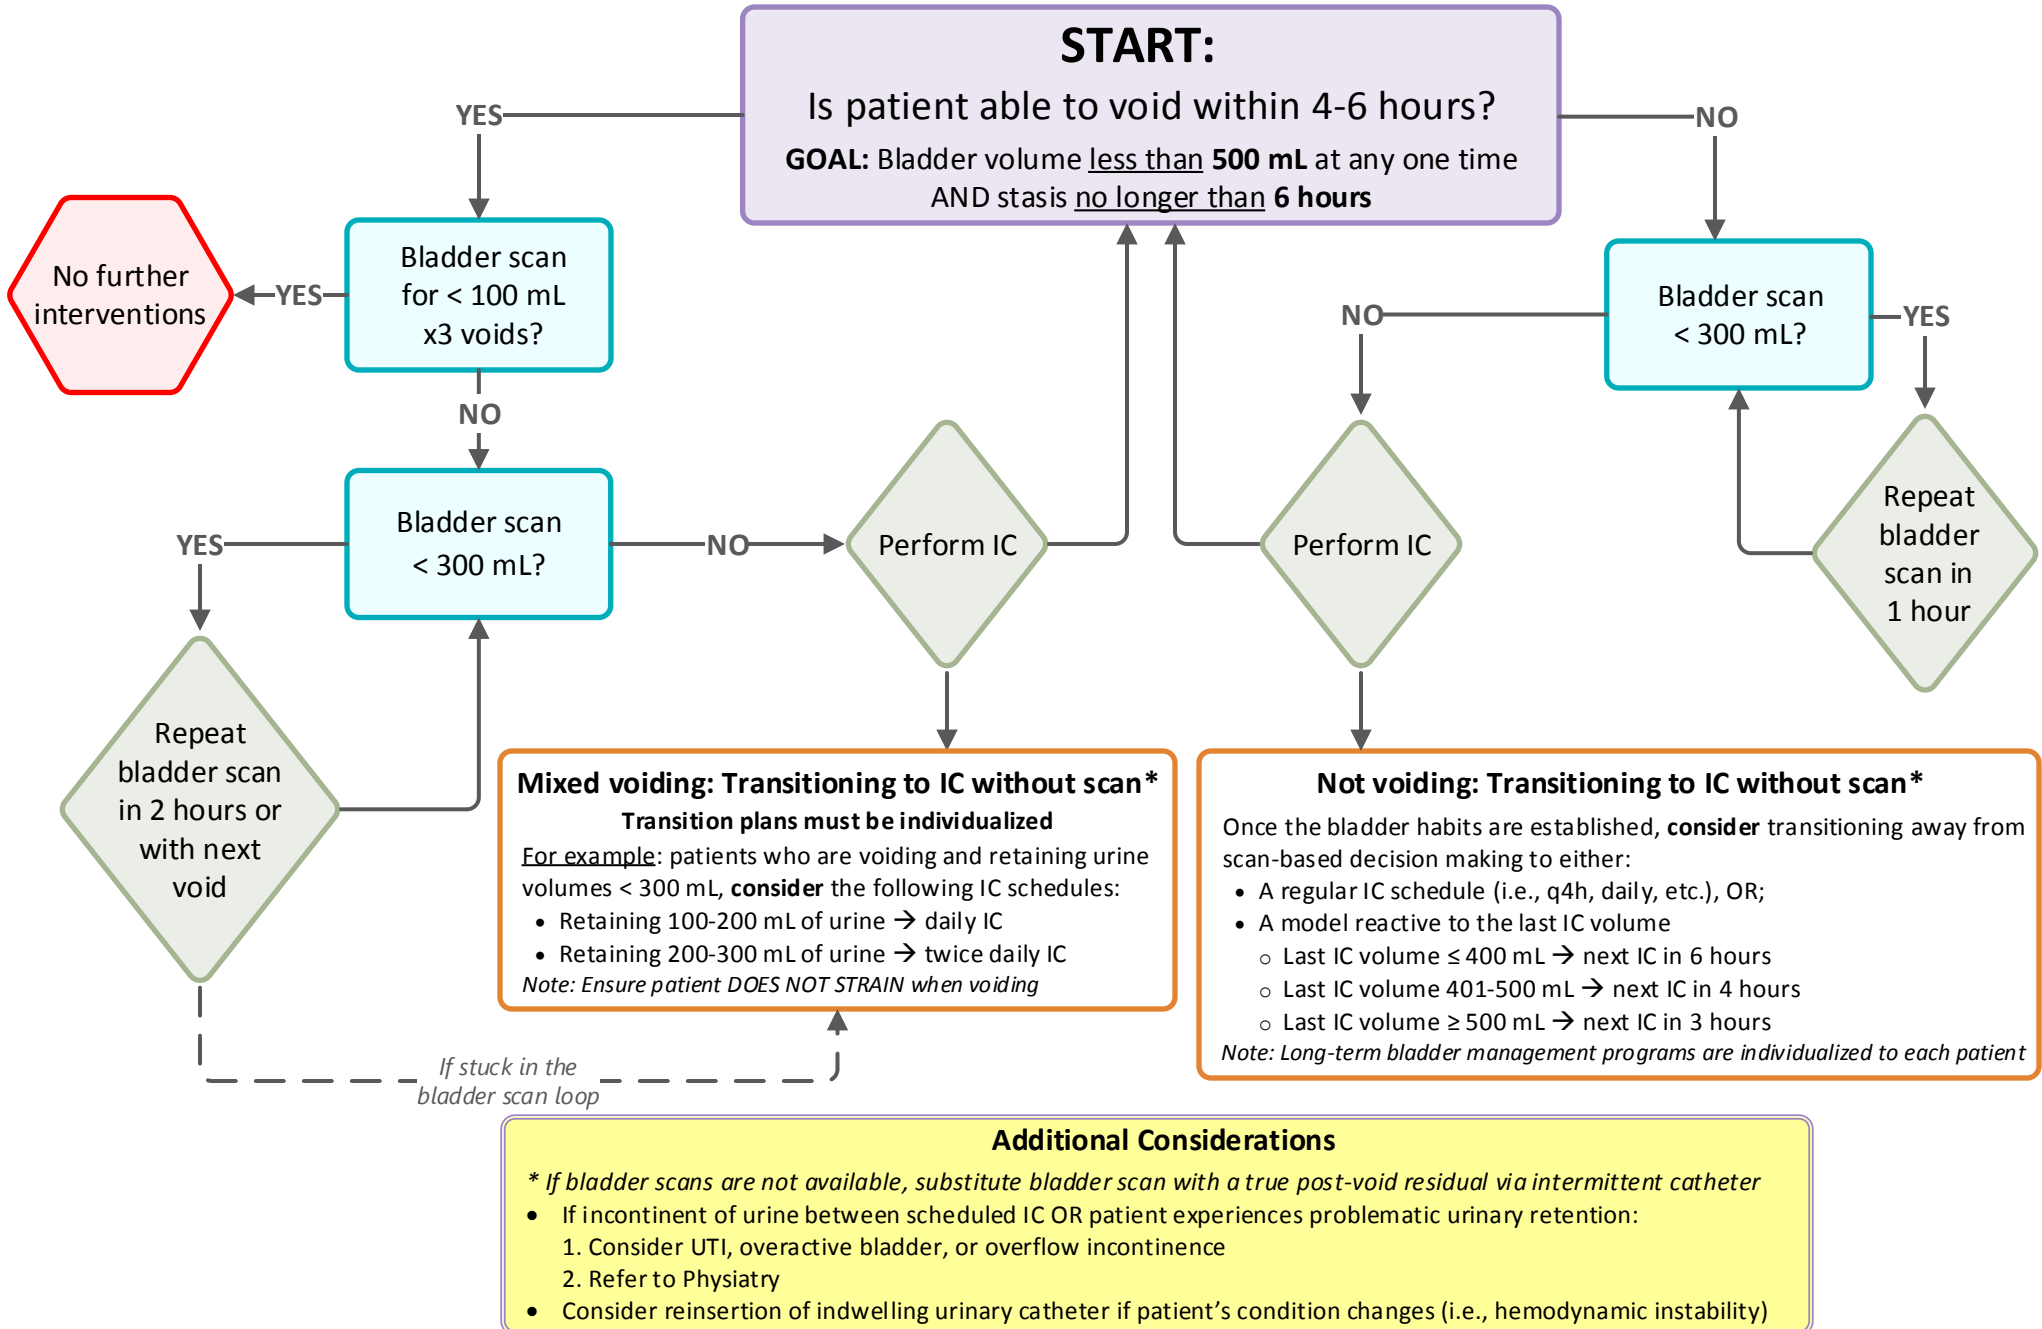 START:
Is patient able to void within 4-6 hours?
GOAL: Bladder volume less than 500 mL at any one time
AND stasis no longer than 6 hours
YES
NO
No further
interventions
YES
Bladder scan
for < 100 mL
x3 voids?
NO
Bladder scan
< 300 mL?
YES
NO
Perform IC
Repeat
bladder scan
in 2 hours or
with next
void
NO
Bladder scan
< 300 mL?
YES
Perform IC
Repeat
bladder
scan in
1 hour
Mixed voiding: Transitioning to IC without scan*
Transition plans must be individualized
For example: patients who are voiding and retaining urine
volumes < 300 mL, consider the following IC schedules:
• Retaining 100-200 mL of urine → daily IC
• Retaining 200-300 mL of urine → twice daily IC
Note: Ensure patient DOES NOT STRAIN when voiding
Not voiding: Transitioning to IC without scan*
Once the bladder habits are established, consider transitioning away from
scan-based decision making to either:
• A regular IC schedule (i.e., q4h, daily, etc.), OR;
• A model reactive to the last IC volume
○ Last IC volume ≤ 400 mL → next IC in 6 hours
○ Last IC volume 401-500 mL → next IC in 4 hours
○ Last IC volume ≥ 500 mL → next IC in 3 hours
Note: Long-term bladder management programs are individualized to each patient
If stuck in the
bladder scan loop
Additional Considerations
* If bladder scans are not available, substitute bladder scan with a true post-void residual via intermittent catheter
• If incontinent of urine between scheduled IC OR patient experiences problematic urinary retention:
1. Consider UTI, overactive bladder, or overflow incontinence
2. Refer to Physiatry
• Consider reinsertion of indwelling urinary catheter if patient's condition changes (i.e., hemodynamic instability)